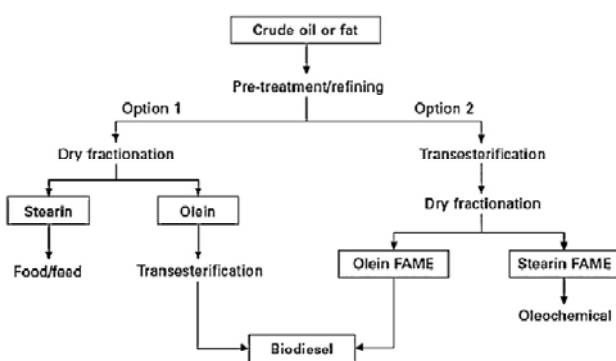 Crude oil or fat
Pre-treatment/refining
Option 1
Option 2
Dry fractionation
Transesterification
Stearin
Olein
Dry fractionation
Food/feed
Transesterification
Olein FAME
Stearin FAME
Oleochemical
Biodiesel